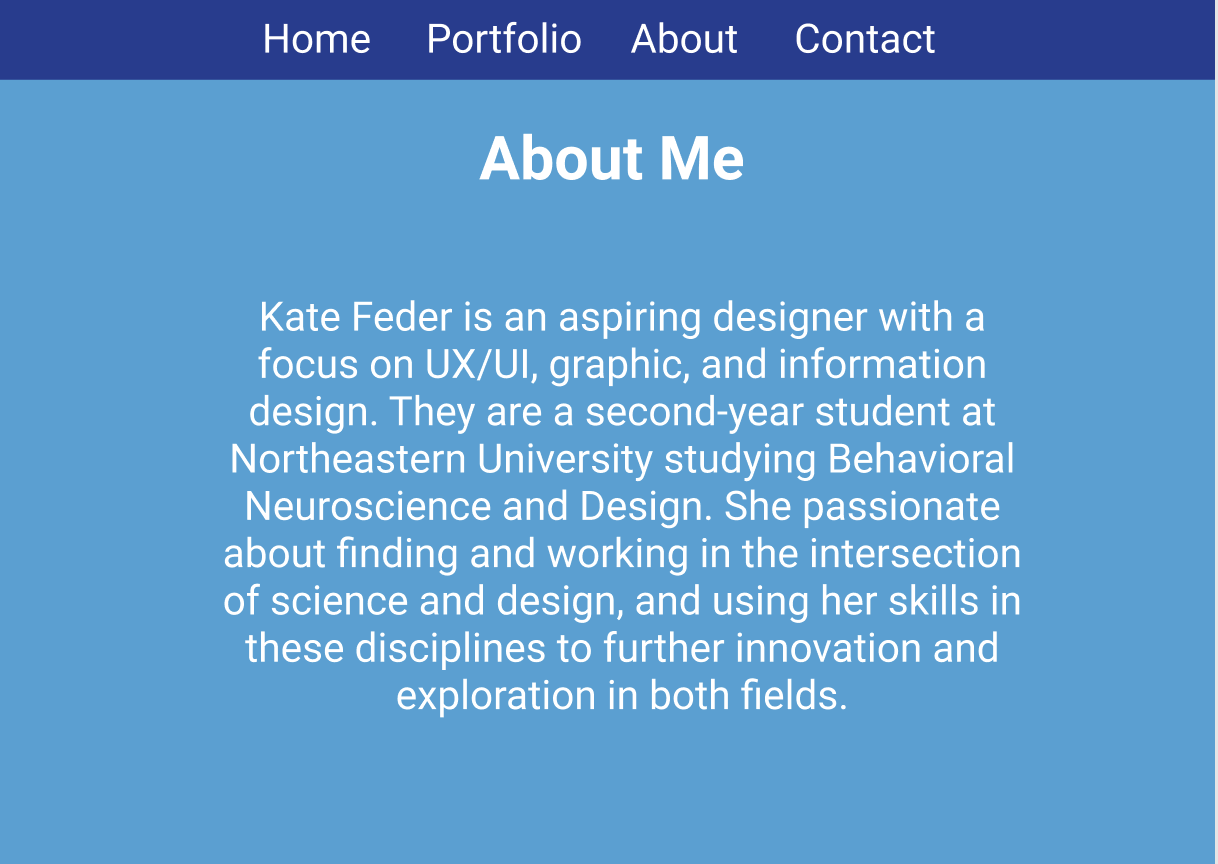 Home Portfolio About Contact
About Me
Kate Feder is an aspiring designer with a
focus on UX/UI, graphic, and information
design. They are a second-year student at
Northeastern University studying Behavioral
Neuroscience and Design. She passionate
about finding and working in the intersection
of science and design, and using her skills in
these disciplines to further innovation and
exploration in both fields.